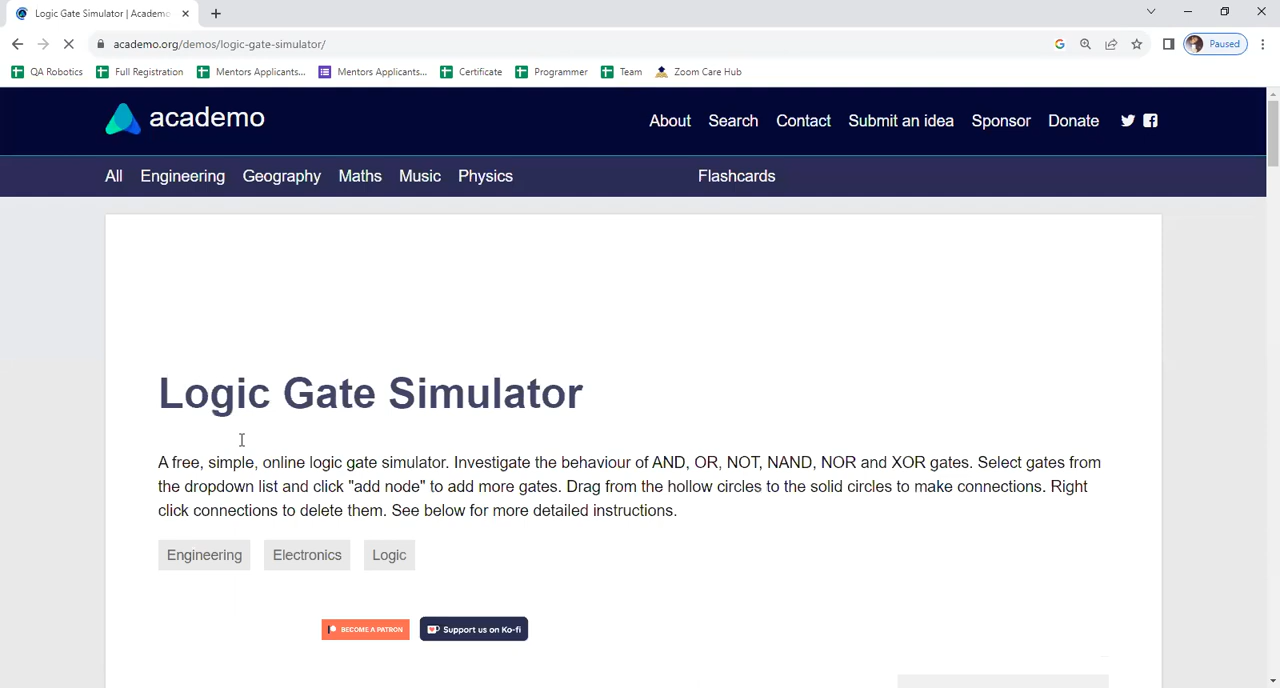 Logic Gate Simulator | Academo
academo.org/demos/logic-gate-simulator/
Paused
QA Robotics Full Registration Mentors Applicants... Mentors Applicants... Certificate Programmer Team Zoom Care Hub
academo
About Search Contact Submit an idea Sponsor Donate
All Engineering Geography Maths Music Physics Flashcards
Logic Gate Simulator
A free, simple, online logic gate simulator. Investigate the behaviour of AND, OR, NOT, NAND, NOR and XOR gates. Select gates from
the dropdown list and click "add node" to add more gates. Drag from the hollow circles to the solid circles to make connections. Right
click connections to delete them. See below for more detailed instructions.
Engineering Electronics Logic
BECOME A PATRON Support us on Ko-fi